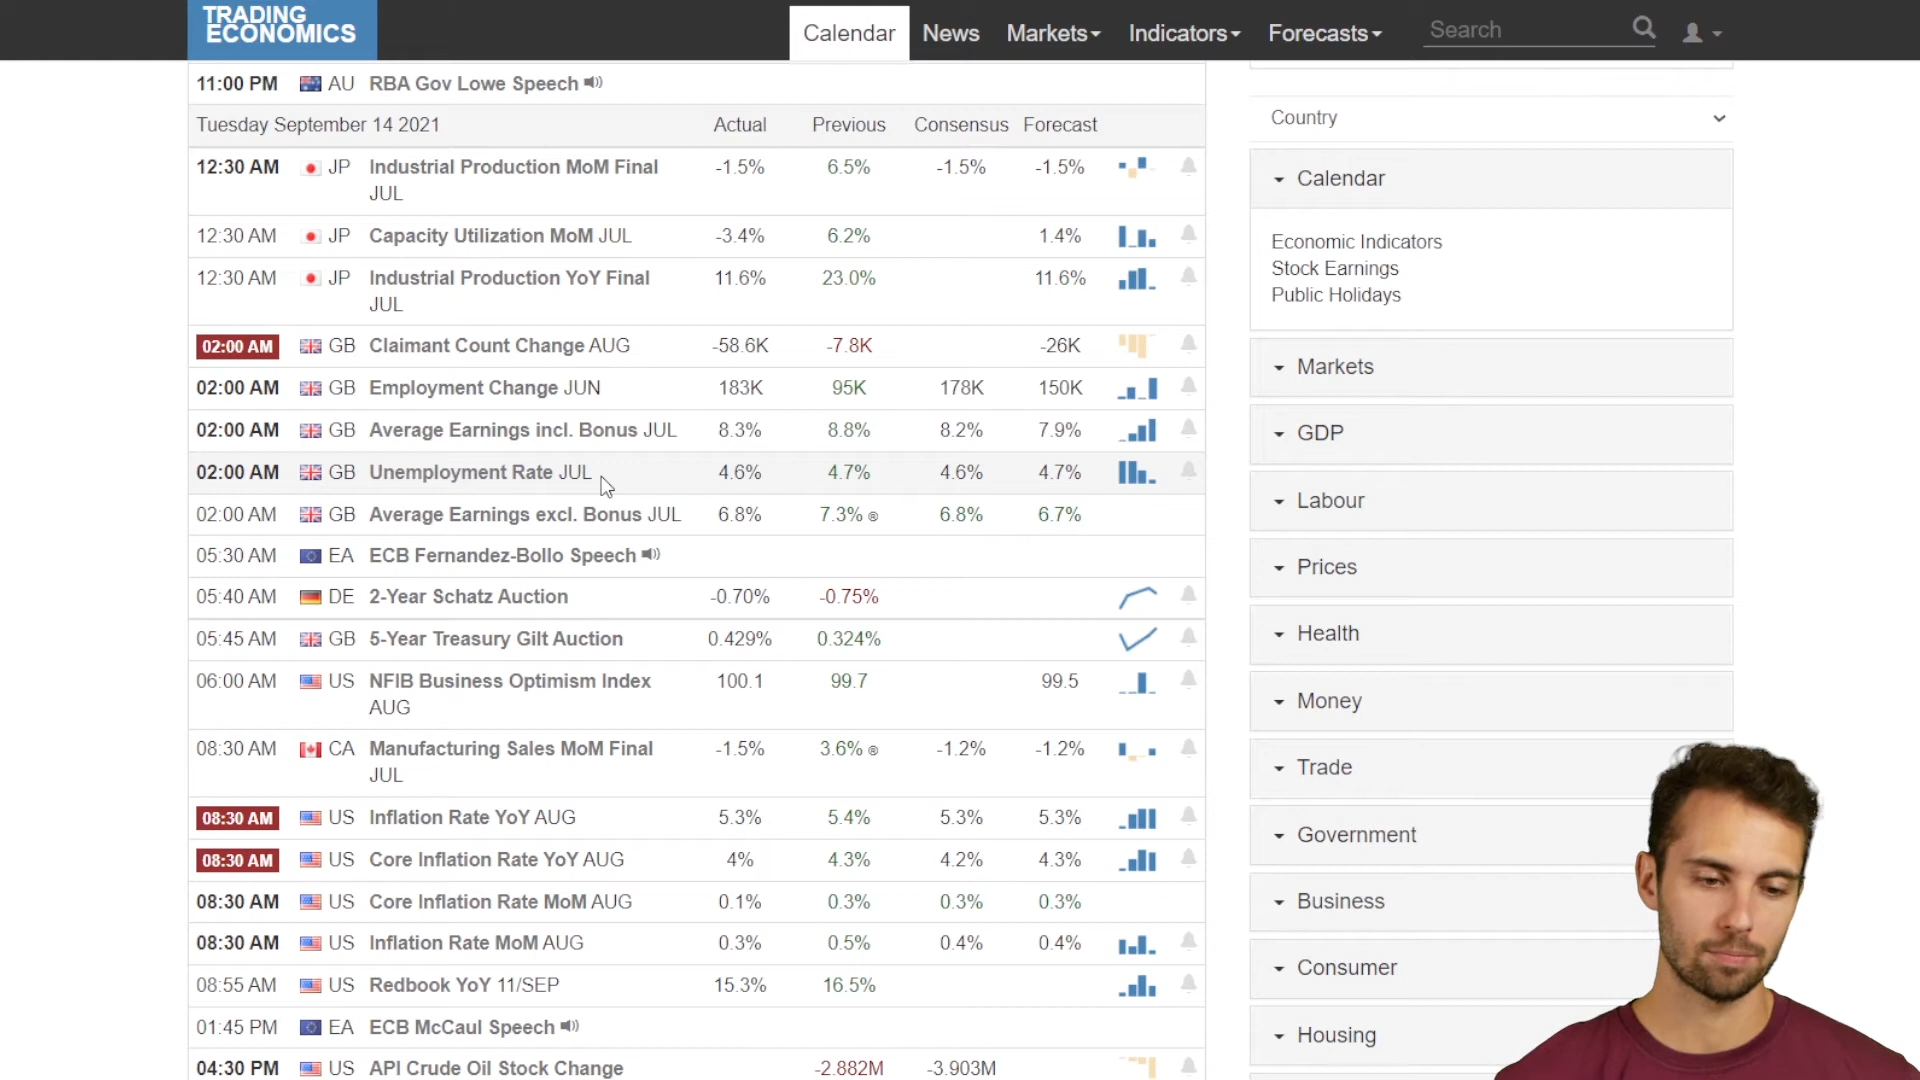 TRADING
ECONOMICS
Calendar News Markets Indicators Forecasts Search
11:00 PM AU RBA Gov Lowe Speech
Tuesday September 14 2021 Actual Previous Consensus Forecast
12:30 AM JP Industrial Production MoM Final -1.5% 6.5% -1.5% -1.5%
JUL
12:30 AM JP Capacity Utilization MoM JUL -3.4% 6.2% 1.4%
12:30 AM JP Industrial Production YoY Final 11.6% 23.0% 11.6%
JUL
02:00 AM GB Claimant Count Change AUG -58.6K -7.8K -26K
02:00 AM GB Employment Change JUN 183K 95K 178K 150K
02:00 AM GB Average Earnings incl. Bonus JUL 8.3% 8.8% 8.2% 7.9%
02:00 AM GB Unemployment Rate JUL 4.6% 4.7% 4.6% 4.7%
02:00 AM GB Average Earnings excl. Bonus JUL 6.8% 7.3% ® 6.8% 6.7%
05:30 AM EA ECB Fernandez-Bollo Speech
05:40 AM DE 2-Year Schatz Auction -0.70% -0.75%
05:45 AM GB 5-Year Treasury Gilt Auction 0.429% 0.324%
06:00 AM US NFIB Business Optimism Index 100.1 99.7 99.5
AUG
08:30 AM CA Manufacturing Sales MoM Final -1.5% 3.6% ® -1.2% -1.2%
JUL
08:30 AM US Inflation Rate YoY AUG 5.3% 5.4% 5.3% 5.3%
08:30 AM US Core Inflation Rate YoY AUG 4% 4.3% 4.2% 4.3%
08:30 AM US Core Inflation Rate MoM AUG 0.1% 0.3% 0.3% 0.3%
08:30 AM US Inflation Rate MoM AUG 0.3% 0.5% 0.4% 0.4%
08:55 AM US Redbook YoY 11/SEP 15.3% 16.5%
01:45 PM EA ECB McCaul Speech
04:30 PM US API Crude Oil Stock Change -2.882M -3.903M
Country
Calendar
Economic Indicators
Stock Earnings
Public Holidays
Markets
GDP
Labour
Prices
Health
Money
Trade
Government
Business
Consumer
Housing